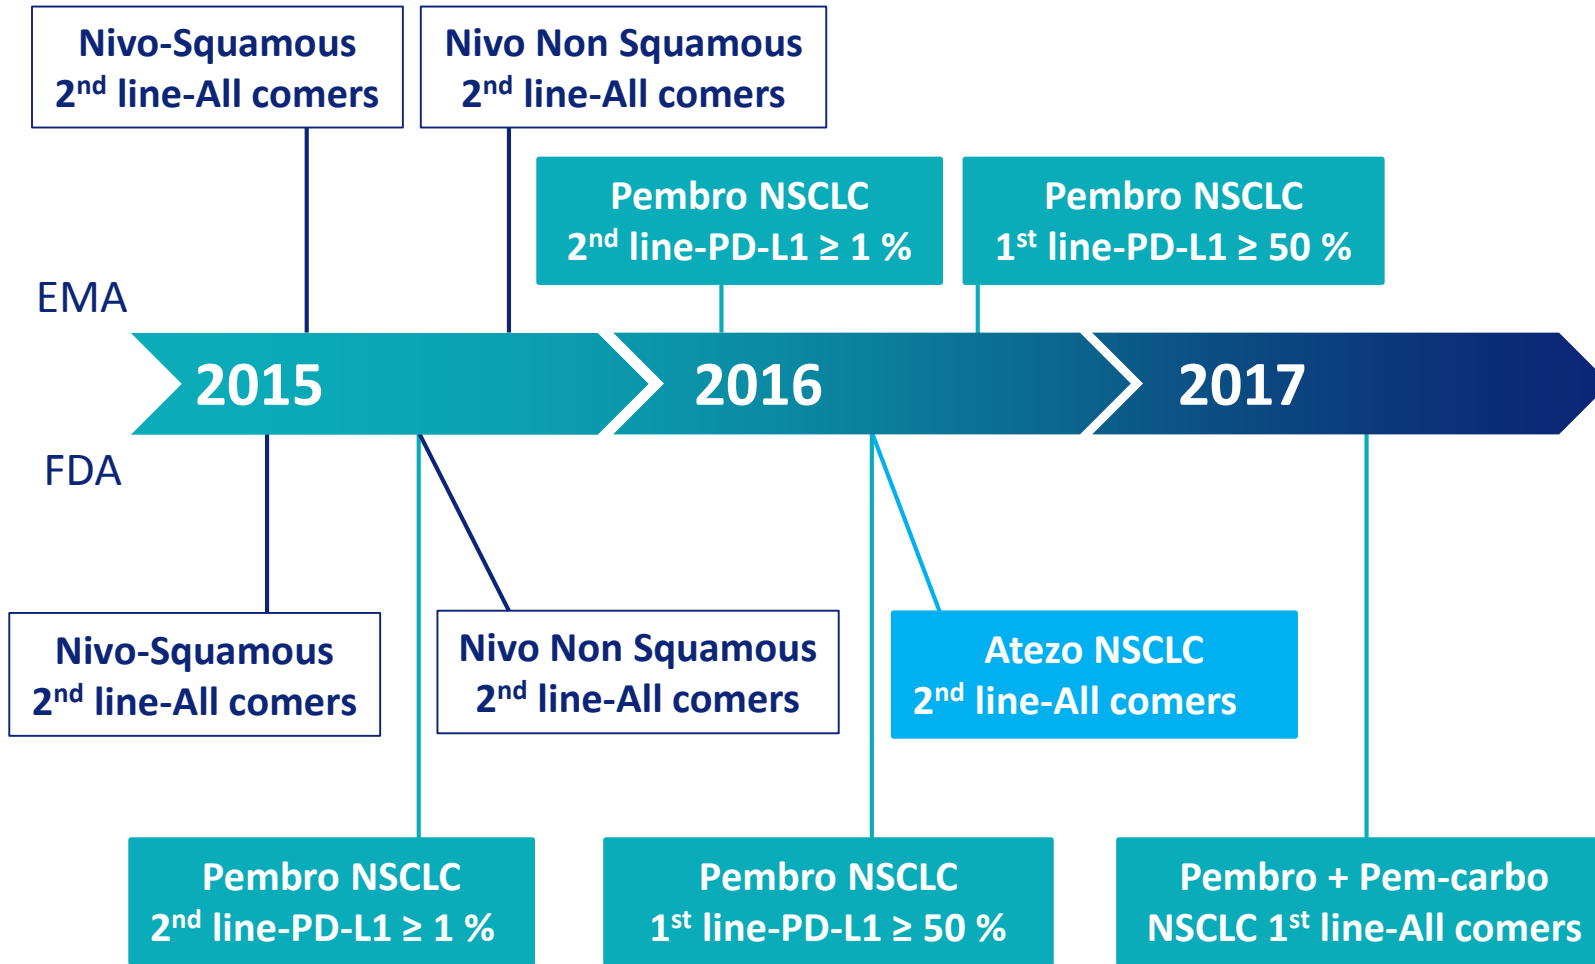 Nivo-Squamous
2nd line-All comers
Nivo Non Squamous
2nd line-All comers
Pembro NSCLC
2nd line-PD-L1 ≥ 1 %
Pembro NSCLC
1st line-PD-L1 ≥ 50 %
EMA
2015
2016
2017
FDA
Nivo-Squamous
2nd line-All comers
Nivo Non Squamous
2nd line-All comers
Atezo NSCLC
2nd line-All comers
Pembro NSCLC
2nd line-PD-L1 ≥ 1 %
Pembro NSCLC
1st line-PD-L1 ≥ 50 %
Pembro + Pem-carbo
NSCLC 1st line-All comers